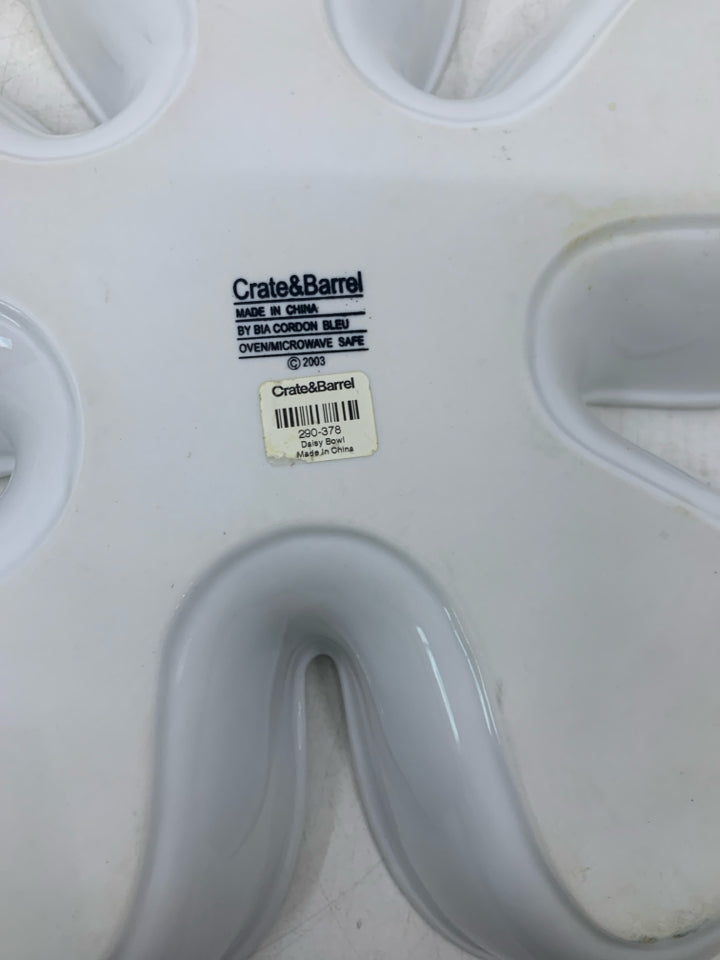 Crate&Barrel
MADE IN CHINA
BY BIA CORDON BLEU
OVEN/MICROWAVE SAFE
© 2003
Crate&Barrel
290-378
Daisy Bowl
Made in China